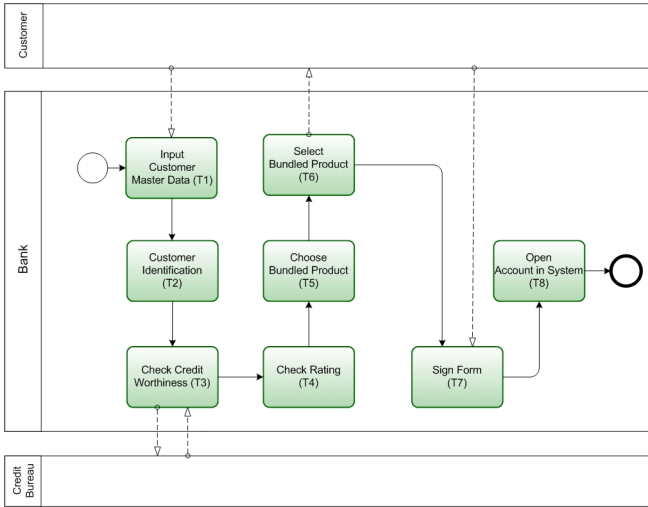 Customer
Bank
Input
Customer
Master Data (T1)
Customer
Identification
(T2)
Check Credit
Worthiness (T3)
Check Rating
(T4)
Choose
Bundled Product
(T5)
Select
Bundled Product
(T6)
Sign Form
(T7)
Open
Account in System
(T8)
Credit
Bureau